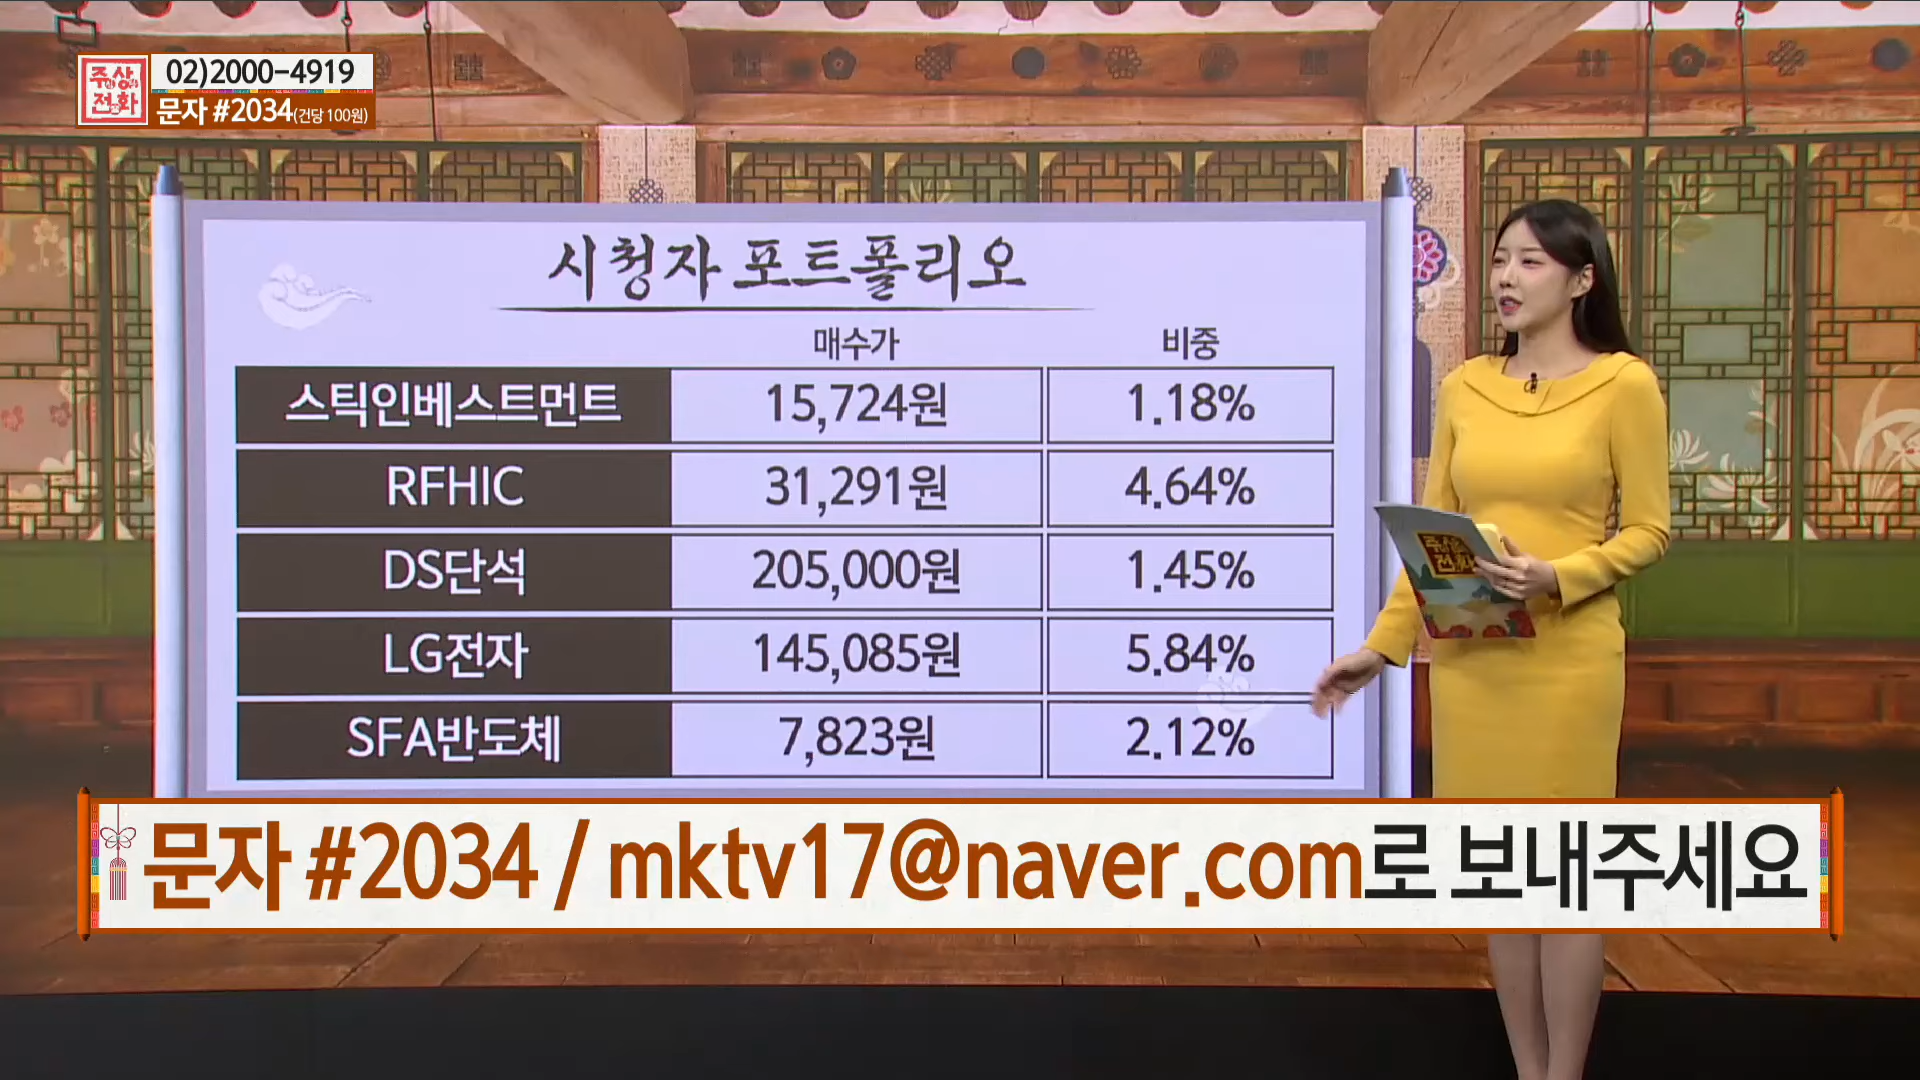 주상
전화
02)2000-4919
문자 #2034(건당 100원)
시청자 포트폴리오
매수가 비중
스틱인베스트먼트 15,724원 1.18%
RFHIC 31,291원 4.64%
DS단석 205,000원 1.45%
LG전자 145,085원 5.84%
SFA반도체 7,823원 2.12%
주상
전화
문자 #2034 / mktv17@naver.com로 보내주세요